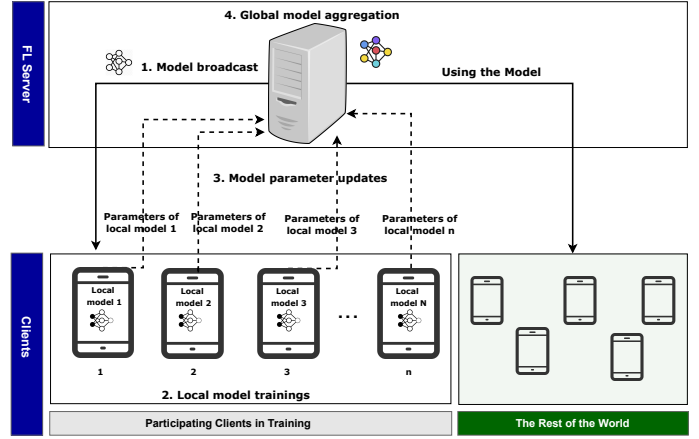 4. Global model aggregation
FL Server
1. Model broadcast
Using the Model
3. Model parameter updates
Parameters of
local model 1
Parameters of
local model 2
Parameters of
local model 3
Parameters of
local model n
Clients
Local
model 1
Local
model 2
Local
model 3
...
Local
model N
1
2
3
n
2. Local model trainings
Participating Clients in Training
The Rest of the World